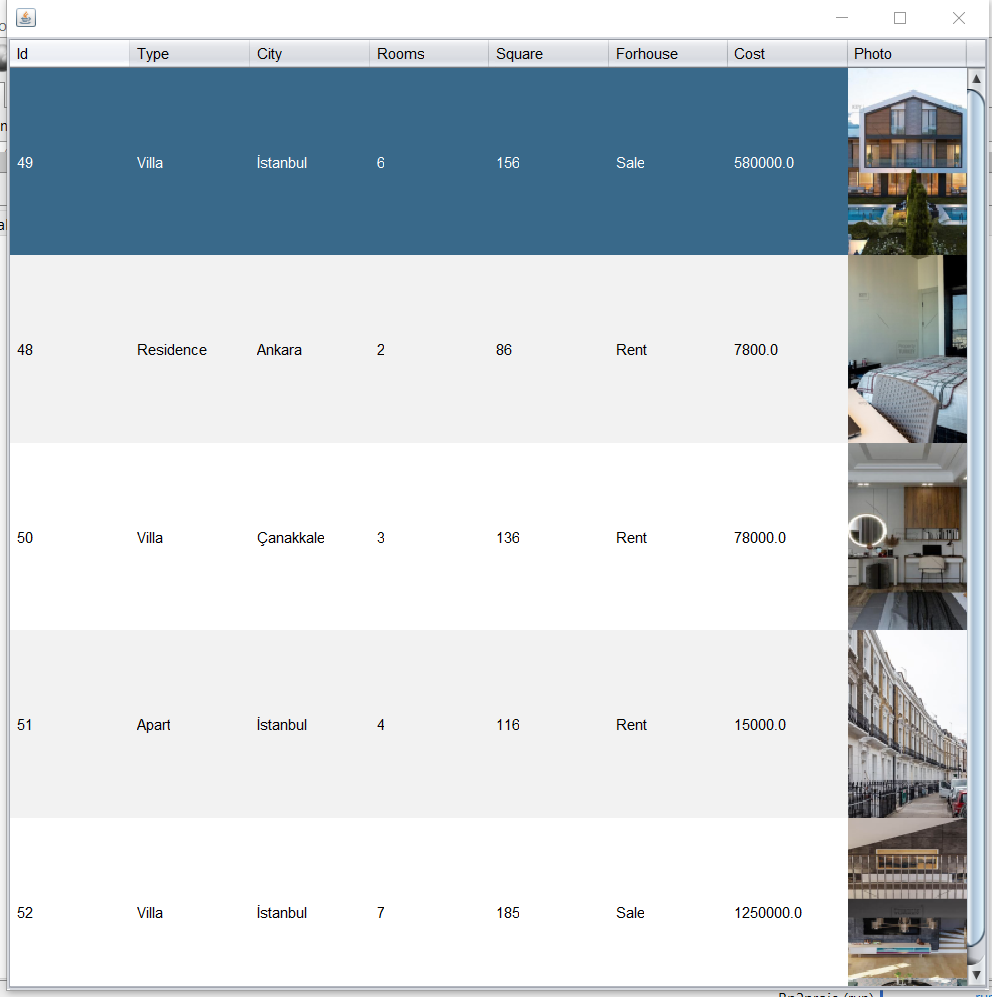 Id Type City Rooms Square Forhouse Cost Photo
49 Villa İstanbul 6 156 Sale 580000.0
48 Residence Ankara 2 86 Rent 7800.0
50 Villa Çanakkale 3 136 Rent 78000.0
51 Apart İstanbul 4 116 Rent 15000.0
52 Villa İstanbul 7 185 Sale 1250000.0